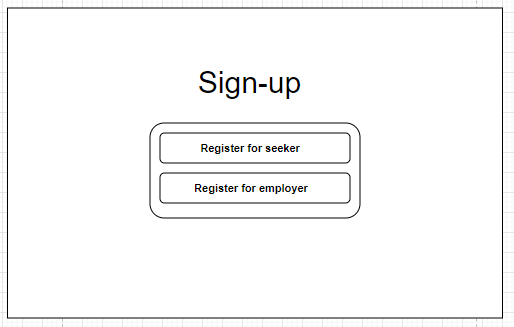 Sign-up
Register for seeker
Register for employer